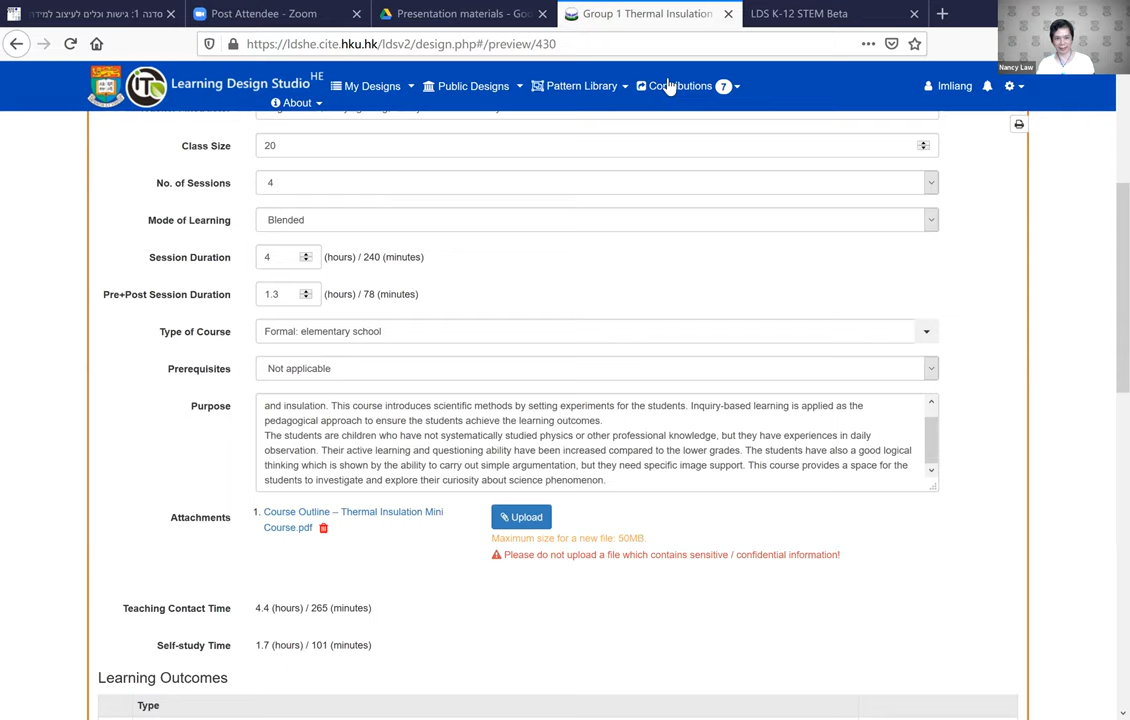 סדנה 1: גישות וכלים לעיצוב למידה
Post Attendee - Zoom
Presentation materials - Goo
Group 1 Thermal Insulation
LDS K-12 STEM Beta
https://ldshe.cite.hku.hk/ldsv2/design.php#/preview/430
Nancy Law
Learning Design Studio HE
My Designs
Public Designs
Pattern Library
Contributions 7
lmliang
About
Class Size
20
No. of Sessions
4
Mode of Learning
Blended
Session Duration
4
(hours) / 240 (minutes)
Pre+Post Session Duration
1.3
(hours) / 78 (minutes)
Type of Course
Formal: elementary school
Prerequisites
Not applicable
Purpose
and insulation. This course introduces scientific methods by setting experiments for the students. Inquiry-based learning is applied as the
pedagogical approach to ensure the students achieve the learning outcomes.
The students are children who have not systematically studied physics or other professional knowledge, but they have experiences in daily
observation. Their active learning and questioning ability have been increased compared to the lower grades. The students have also a good logical
thinking which is shown by the ability to carry out simple argumentation, but they need specific image support. This course provides a space for the
students to investigate and explore their curiosity about science phenomenon.
Attachments
1. Course Outline – Thermal Insulation Mini
Course.pdf
Upload
Maximum size for a new file: 50MB.
Please do not upload a file which contains sensitive / confidential information!
Teaching Contact Time
4.4 (hours) / 265 (minutes)
Self-study Time
1.7 (hours) / 101 (minutes)
Learning Outcomes
Type